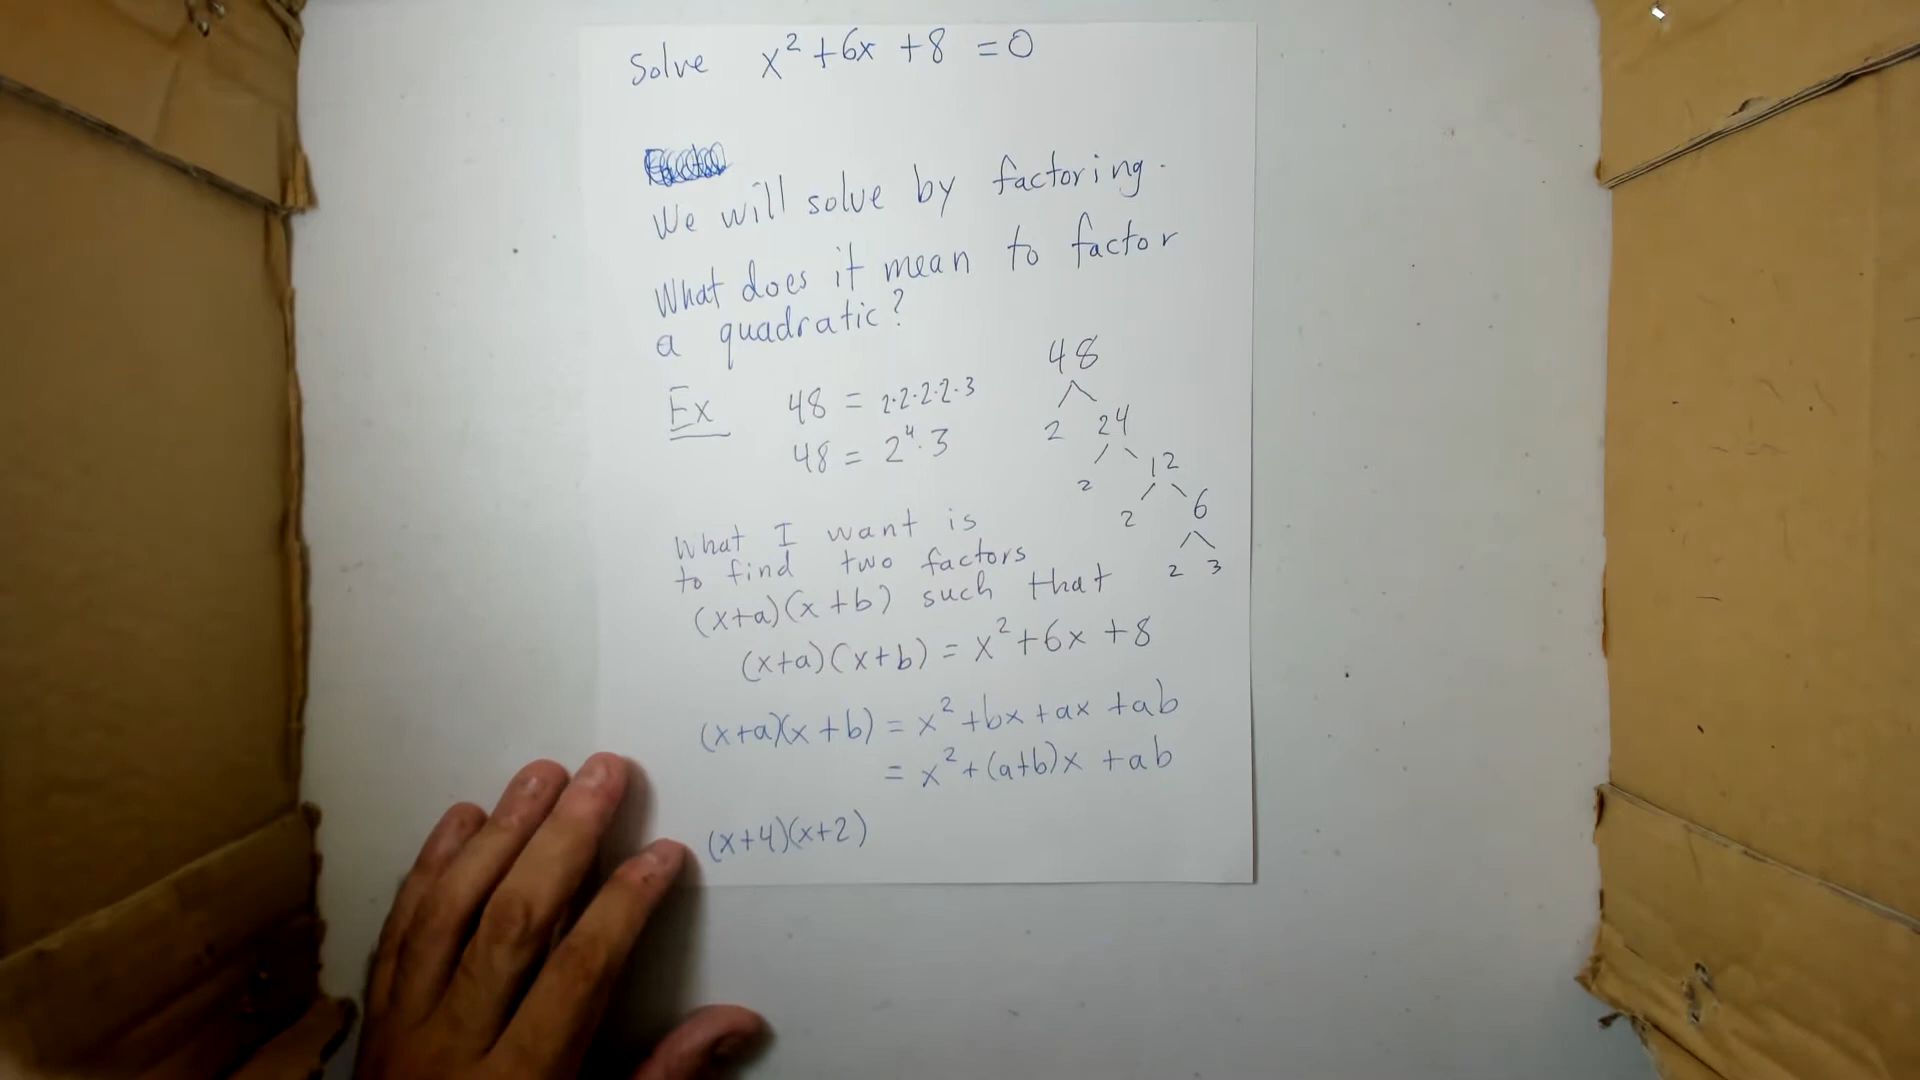 Solve x² + 6x + 8 = 0
We will solve by factoring.
What does it mean to factor
a quadratic?
Ex 48 = 2·2·2·2·3
48 = 2⁴·3
48
2 24
2 12
2 6
2 3
What I want is
to find two factors
(x+a)(x+b) such that
(x+a)(x+b) = x² + 6x + 8
(x+a)(x+b) = x² + bx + ax + ab
= x² + (a+b)x + ab
(x+4)(x+2)